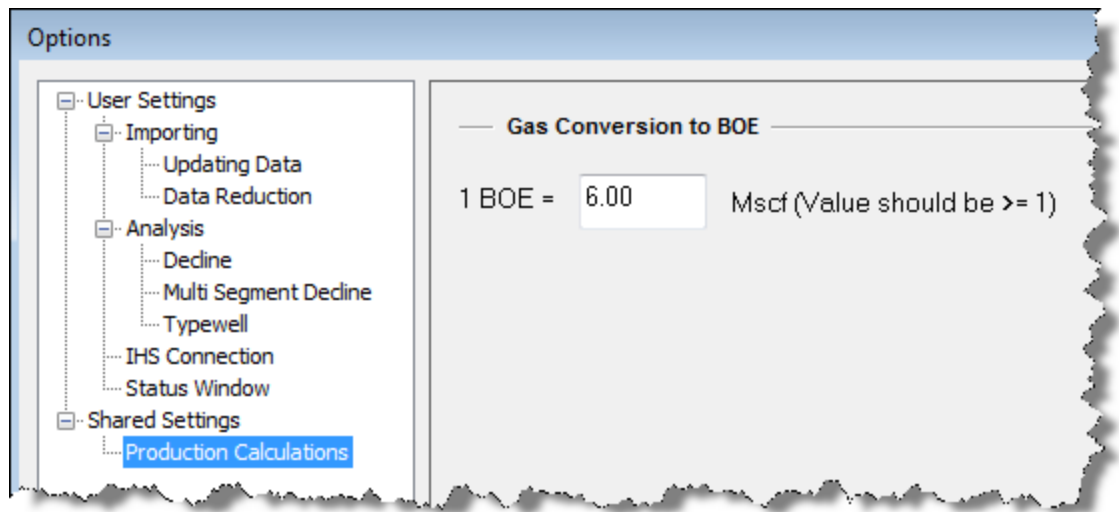 Options
User Settings
Importing
Updating Data
Data Reduction
Analysis
Decline
Multi Segment Decline
Typewell
IHS Connection
Status Window
Shared Settings
Production Calculations
Gas Conversion to BOE
1 BOE = 6.00 Mscf (Value should be >= 1)